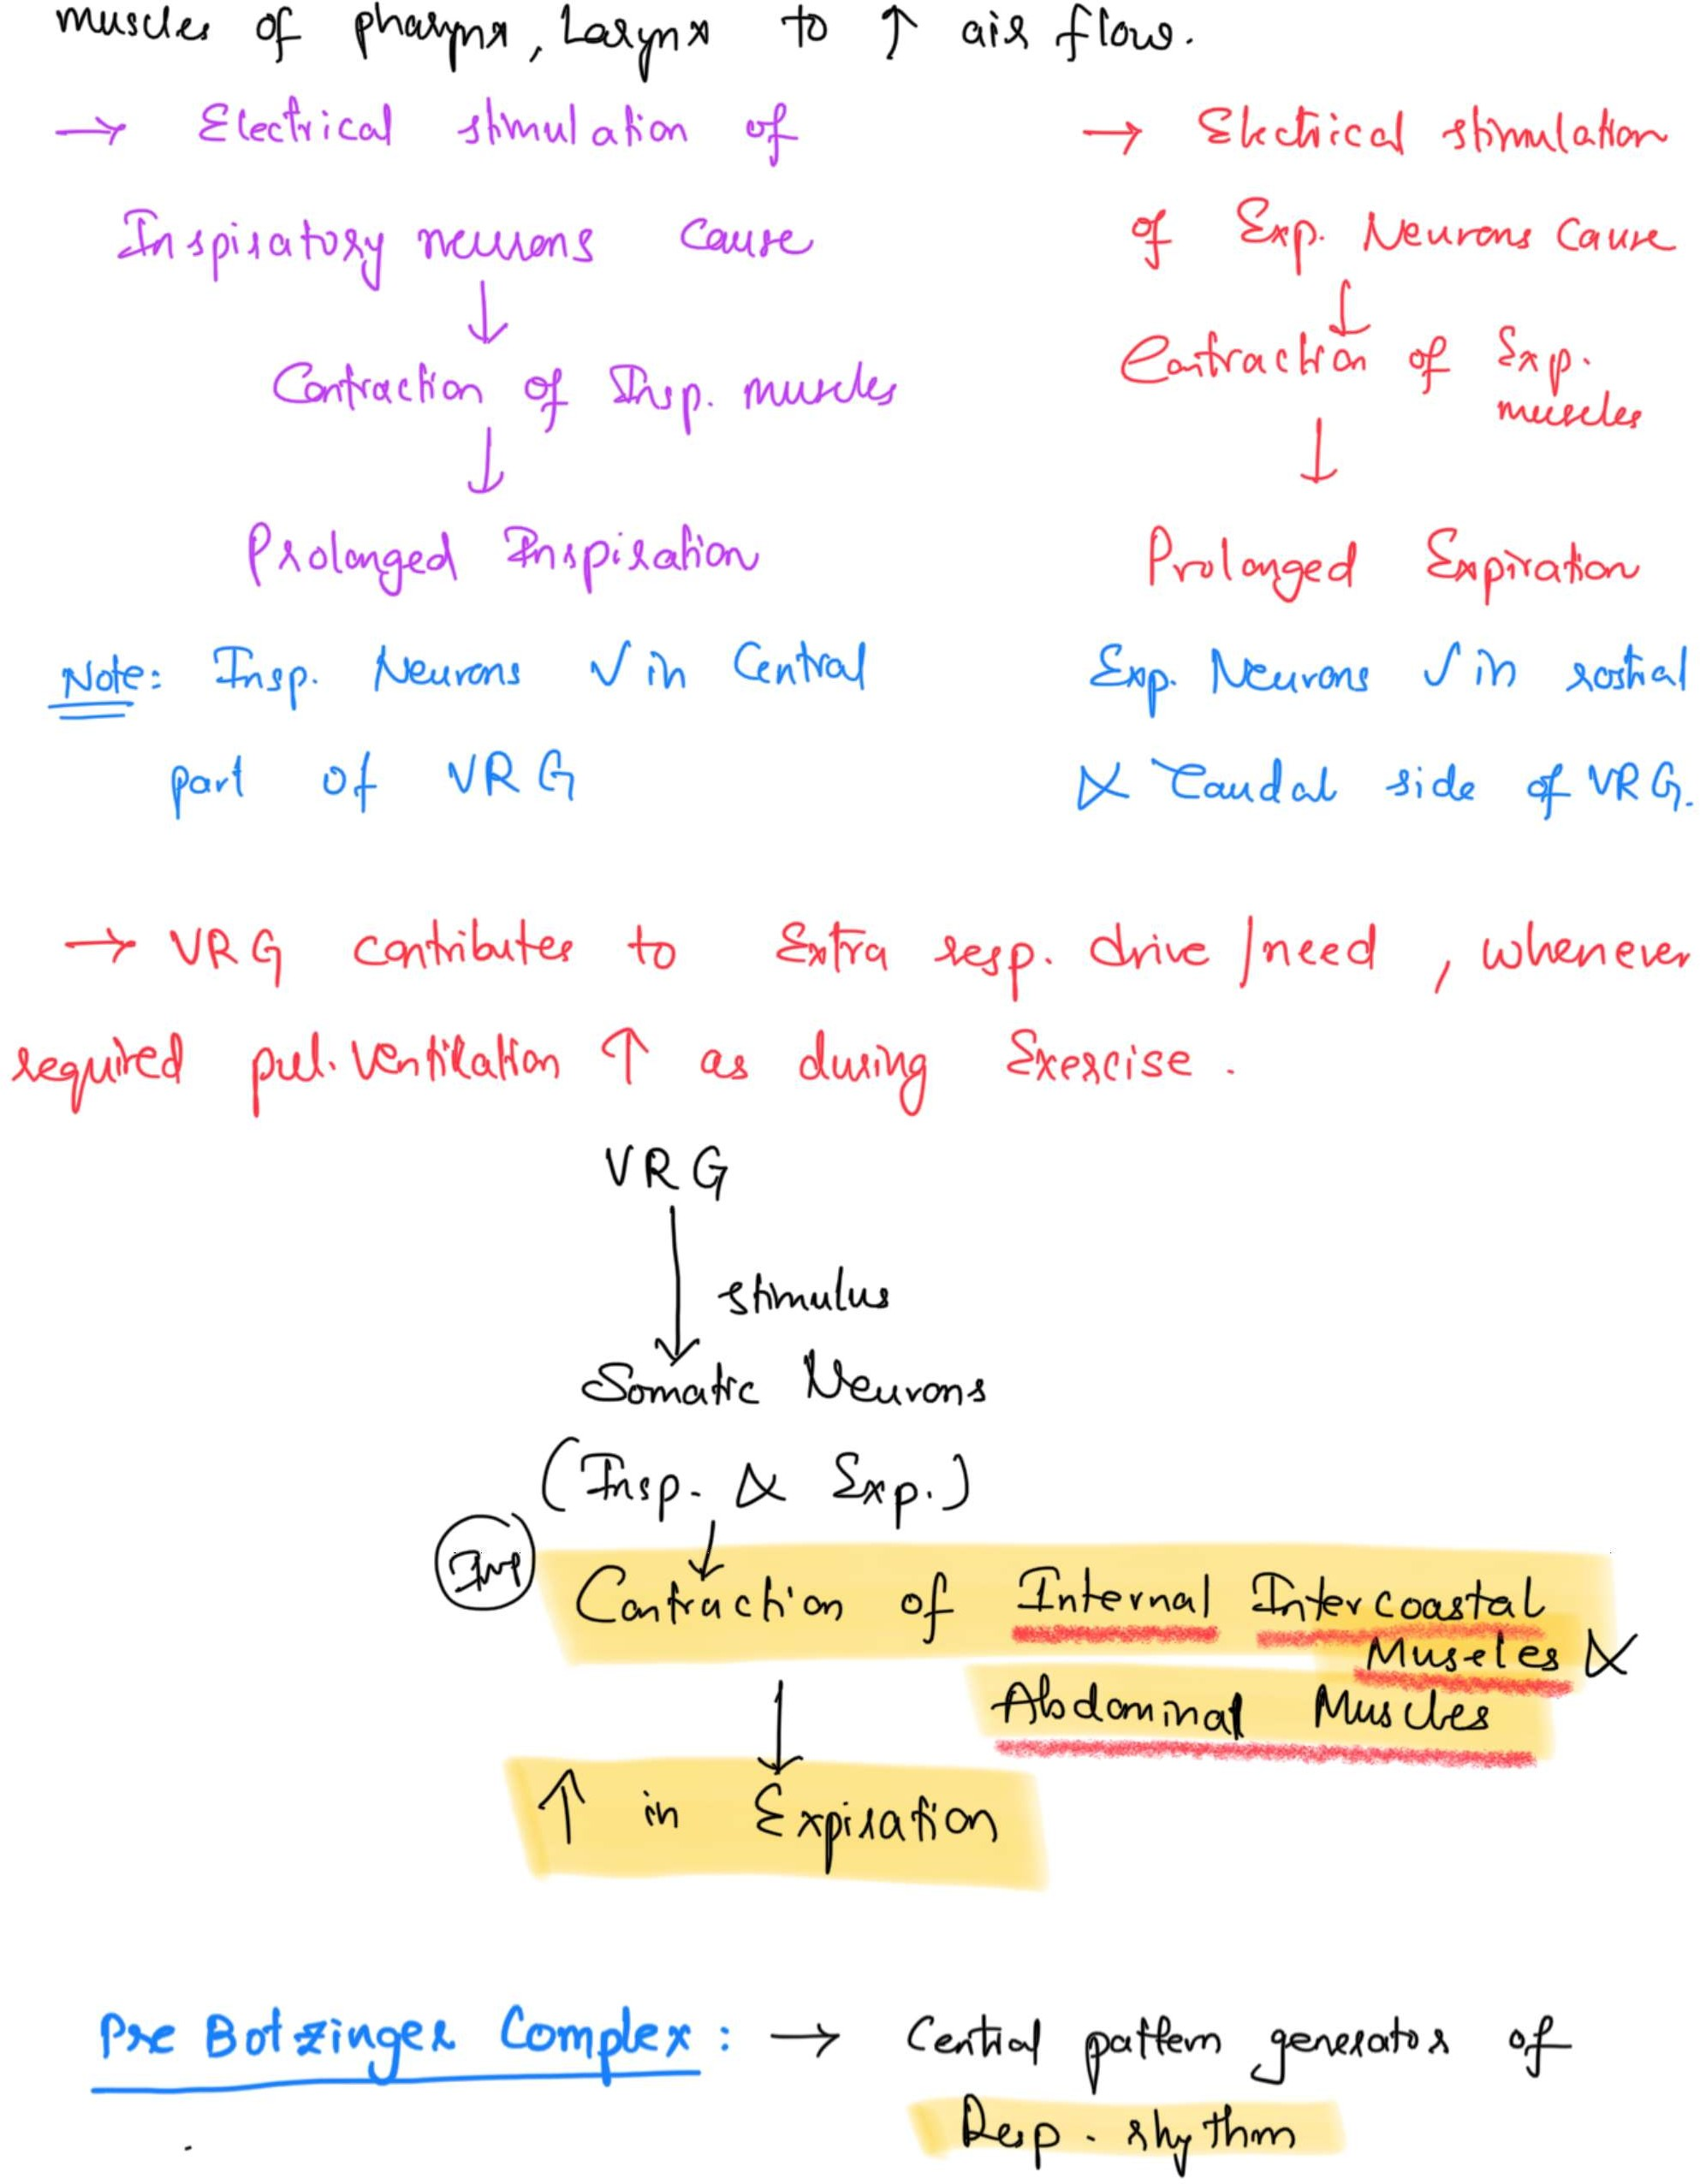 muscles of pharynx, Larynx to ↑ air flow.
→ Electrical stimulation of
Inspiratory neurons cause
↓
Contraction of Insp. muscles
↓
Prolonged Inspiration
Note: Insp. Neurons √ in Central
part of VRG
→ Electrical stimulation
of Exp. Neurons cause
↓
Contraction of Exp.
muscles
↓
Prolonged Expiration
Exp. Neurons √ in rostral
& Caudal side of VRG.
→ VRG contributes to Extra resp. drive/need, whenever
required pul. Ventilation ↑ as during Exercise.
VRG
↓ stimulus
Somatic Neurons
(Insp. & Exp.)
↓
Imp Contraction of Internal Intercoastal
Muscles &
Abdominal Muscles
↓
↑ in Expiration
Pre Botzinger Complex: → Central pattern generator of
Resp. rhythm